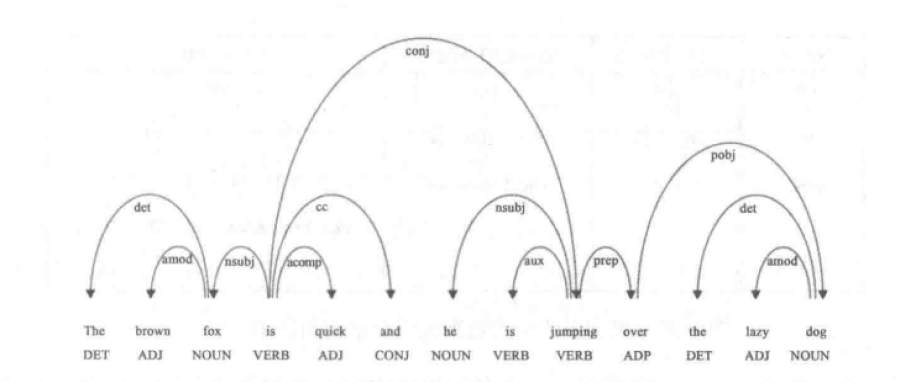 conj
pobj
det cc nsubj det
amod nsubj acomp aux prep amod
The brown fox is quick and he is jumping over the lazy dog
DET ADJ NOUN VERB ADJ CONJ NOUN VERB VERB ADP DET ADJ NOUN